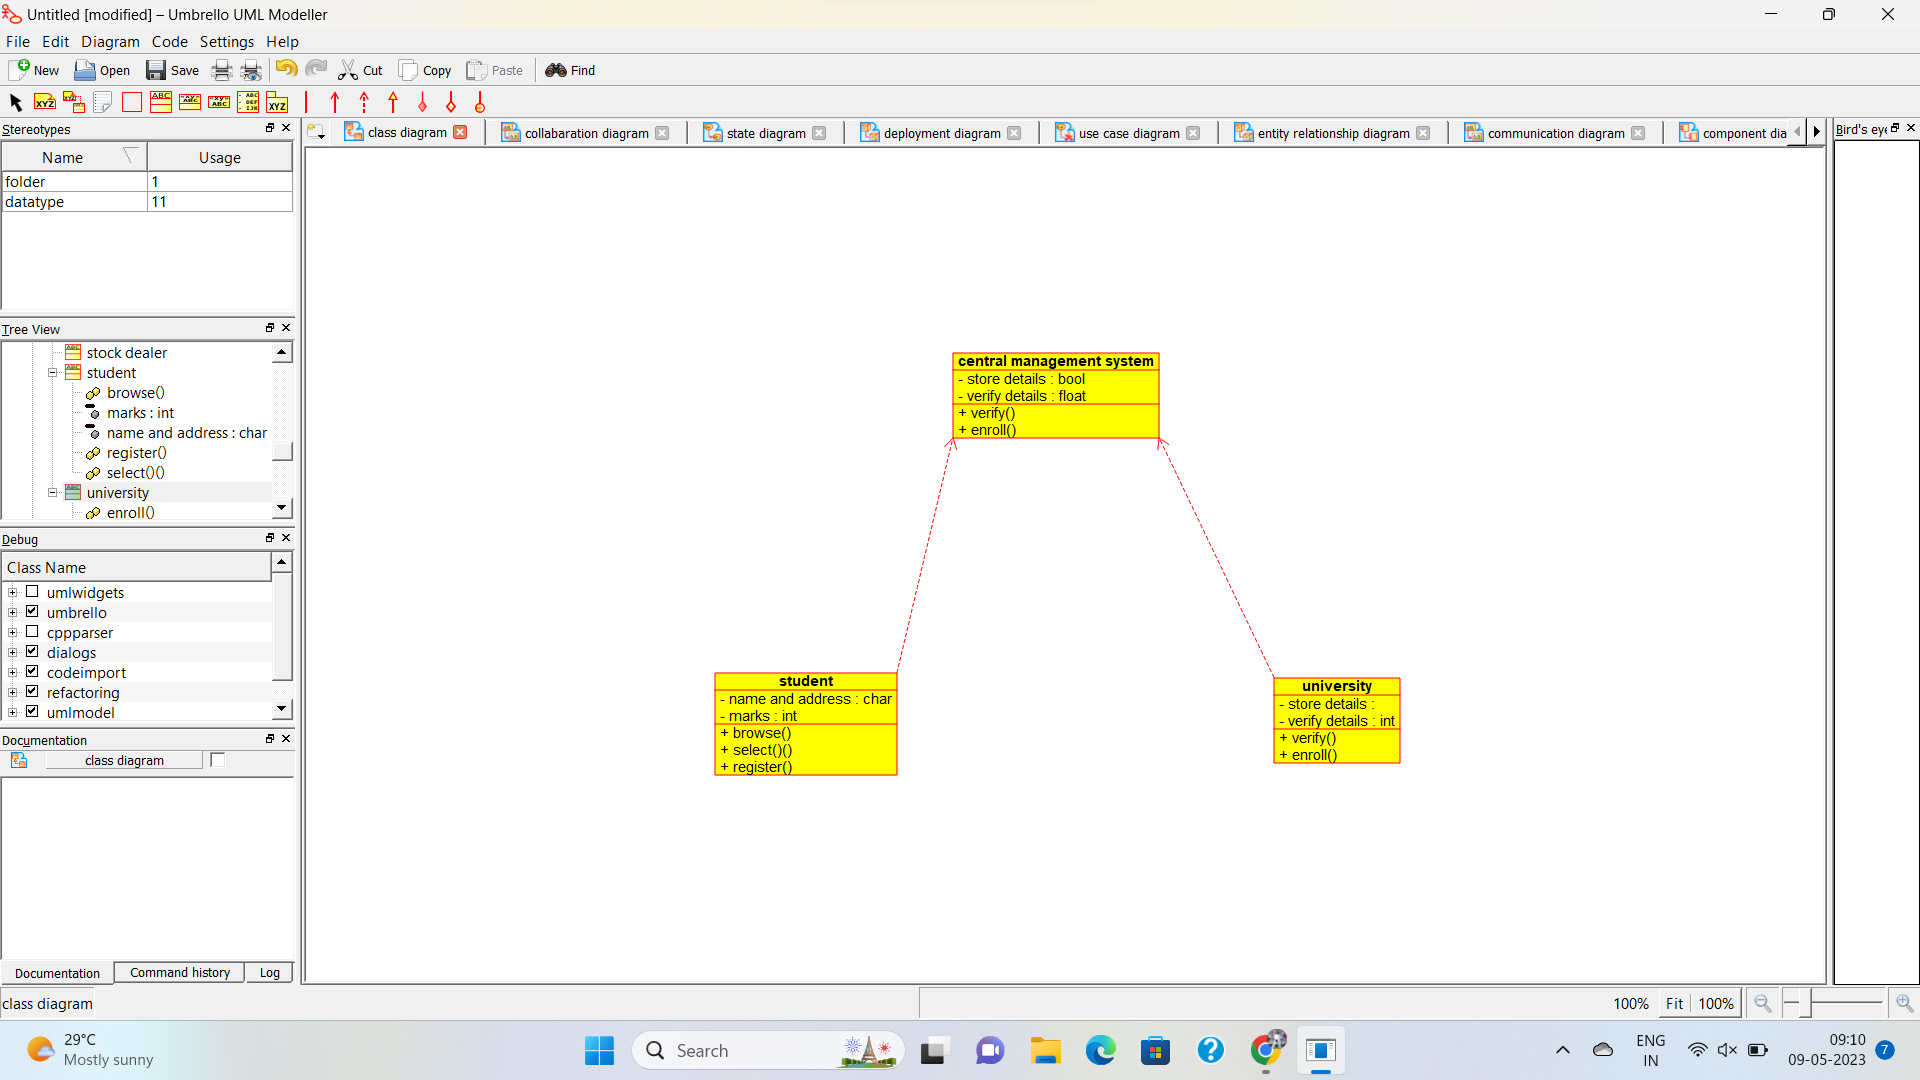 Untitled [modified] – Umbrello UML Modeller
File Edit Diagram Code Settings Help
New Open Save Cut Copy Paste Find
Stereotypes
Name Usage
folder 1
datatype 11
Tree View
stock dealer
student
browse()
marks : int
name and address : char
register()
select()()
university
enroll()
Debug
Class Name
umlwidgets
umbrello
cppparser
dialogs
codeimport
refactoring
umlmodel
Documentation
class diagram
Documentation Command history Log
class diagram
class diagram collabaration diagram state diagram deployment diagram use case diagram entity relationship diagram communication diagram component dia
Bird's eye
central management system
- store details : bool
- verify details : float
+ verify()
+ enroll()
student
- name and address : char
- marks : int
+ browse()
+ select()()
+ register()
university
- store details :
- verify details : int
+ verify()
+ enroll()
100% Fit 100%
29°C
Mostly sunny
Search
ENG
IN
09:10
09-05-2023
7